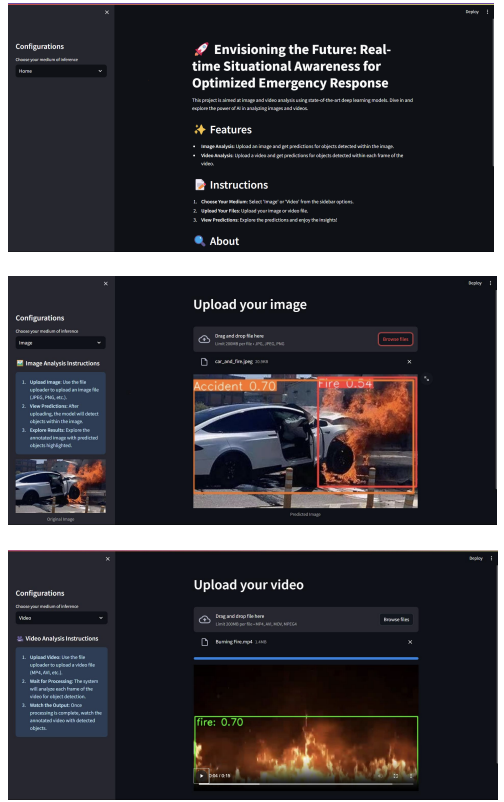 Deploy
Configurations
Choose your medium of inference
Home
🚀 Envisioning the Future: Real-
time Situational Awareness for
Optimized Emergency Response
This project is aimed at image and video analysis using state-of-the-art deep learning models. Dive in and
explore the power of AI in analyzing images and videos.
✨ Features
• Image Analysis: Upload an image and get predictions for objects detected within the image.
• Video Analysis: Upload a video and get predictions for objects detected within each frame of the
video.
📝 Instructions
1. Choose Your Medium: Select 'Image' or 'Video' from the sidebar options.
2. Upload Your Files: Upload your image or video file.
3. View Predictions: Explore the predictions and enjoy the insights!
🔍 About
Deploy
Configurations
Choose your medium of inference
Image
Image Analysis Instructions
1. Upload Image: Use the file
uploader to upload an image file
(JPEG, PNG, etc.).
2. View Predictions: After
uploading, the model will detect
objects within the image.
3. Explore Results: Explore the
annotated image with predicted
objects highlighted.
Original Image
Upload your image
Drag and drop file here
Limit 200MB per file • JPG, JPEG, PNG
Browse files
car_and_fire.jpeg
Accident 0.70
Fire 0.54
Predicted Image
Deploy
Configurations
Choose your medium of inference
Video
Video Analysis Instructions
1. Upload Video: Use the file
uploader to upload a video file
(MP4, AVI, etc.).
2. Wait for Processing: The system
will analyze each frame of the
video for object detection.
3. Watch the Output: Once
processing is complete, watch the
annotated video with detected
objects.
Upload your video
Drag and drop file here
Limit 200MB per file • MP4, AVI, MOV, MPEG4
Browse files
Burning Fire.mp4 1.4MB
fire: 0.70
0:04 / 0:15